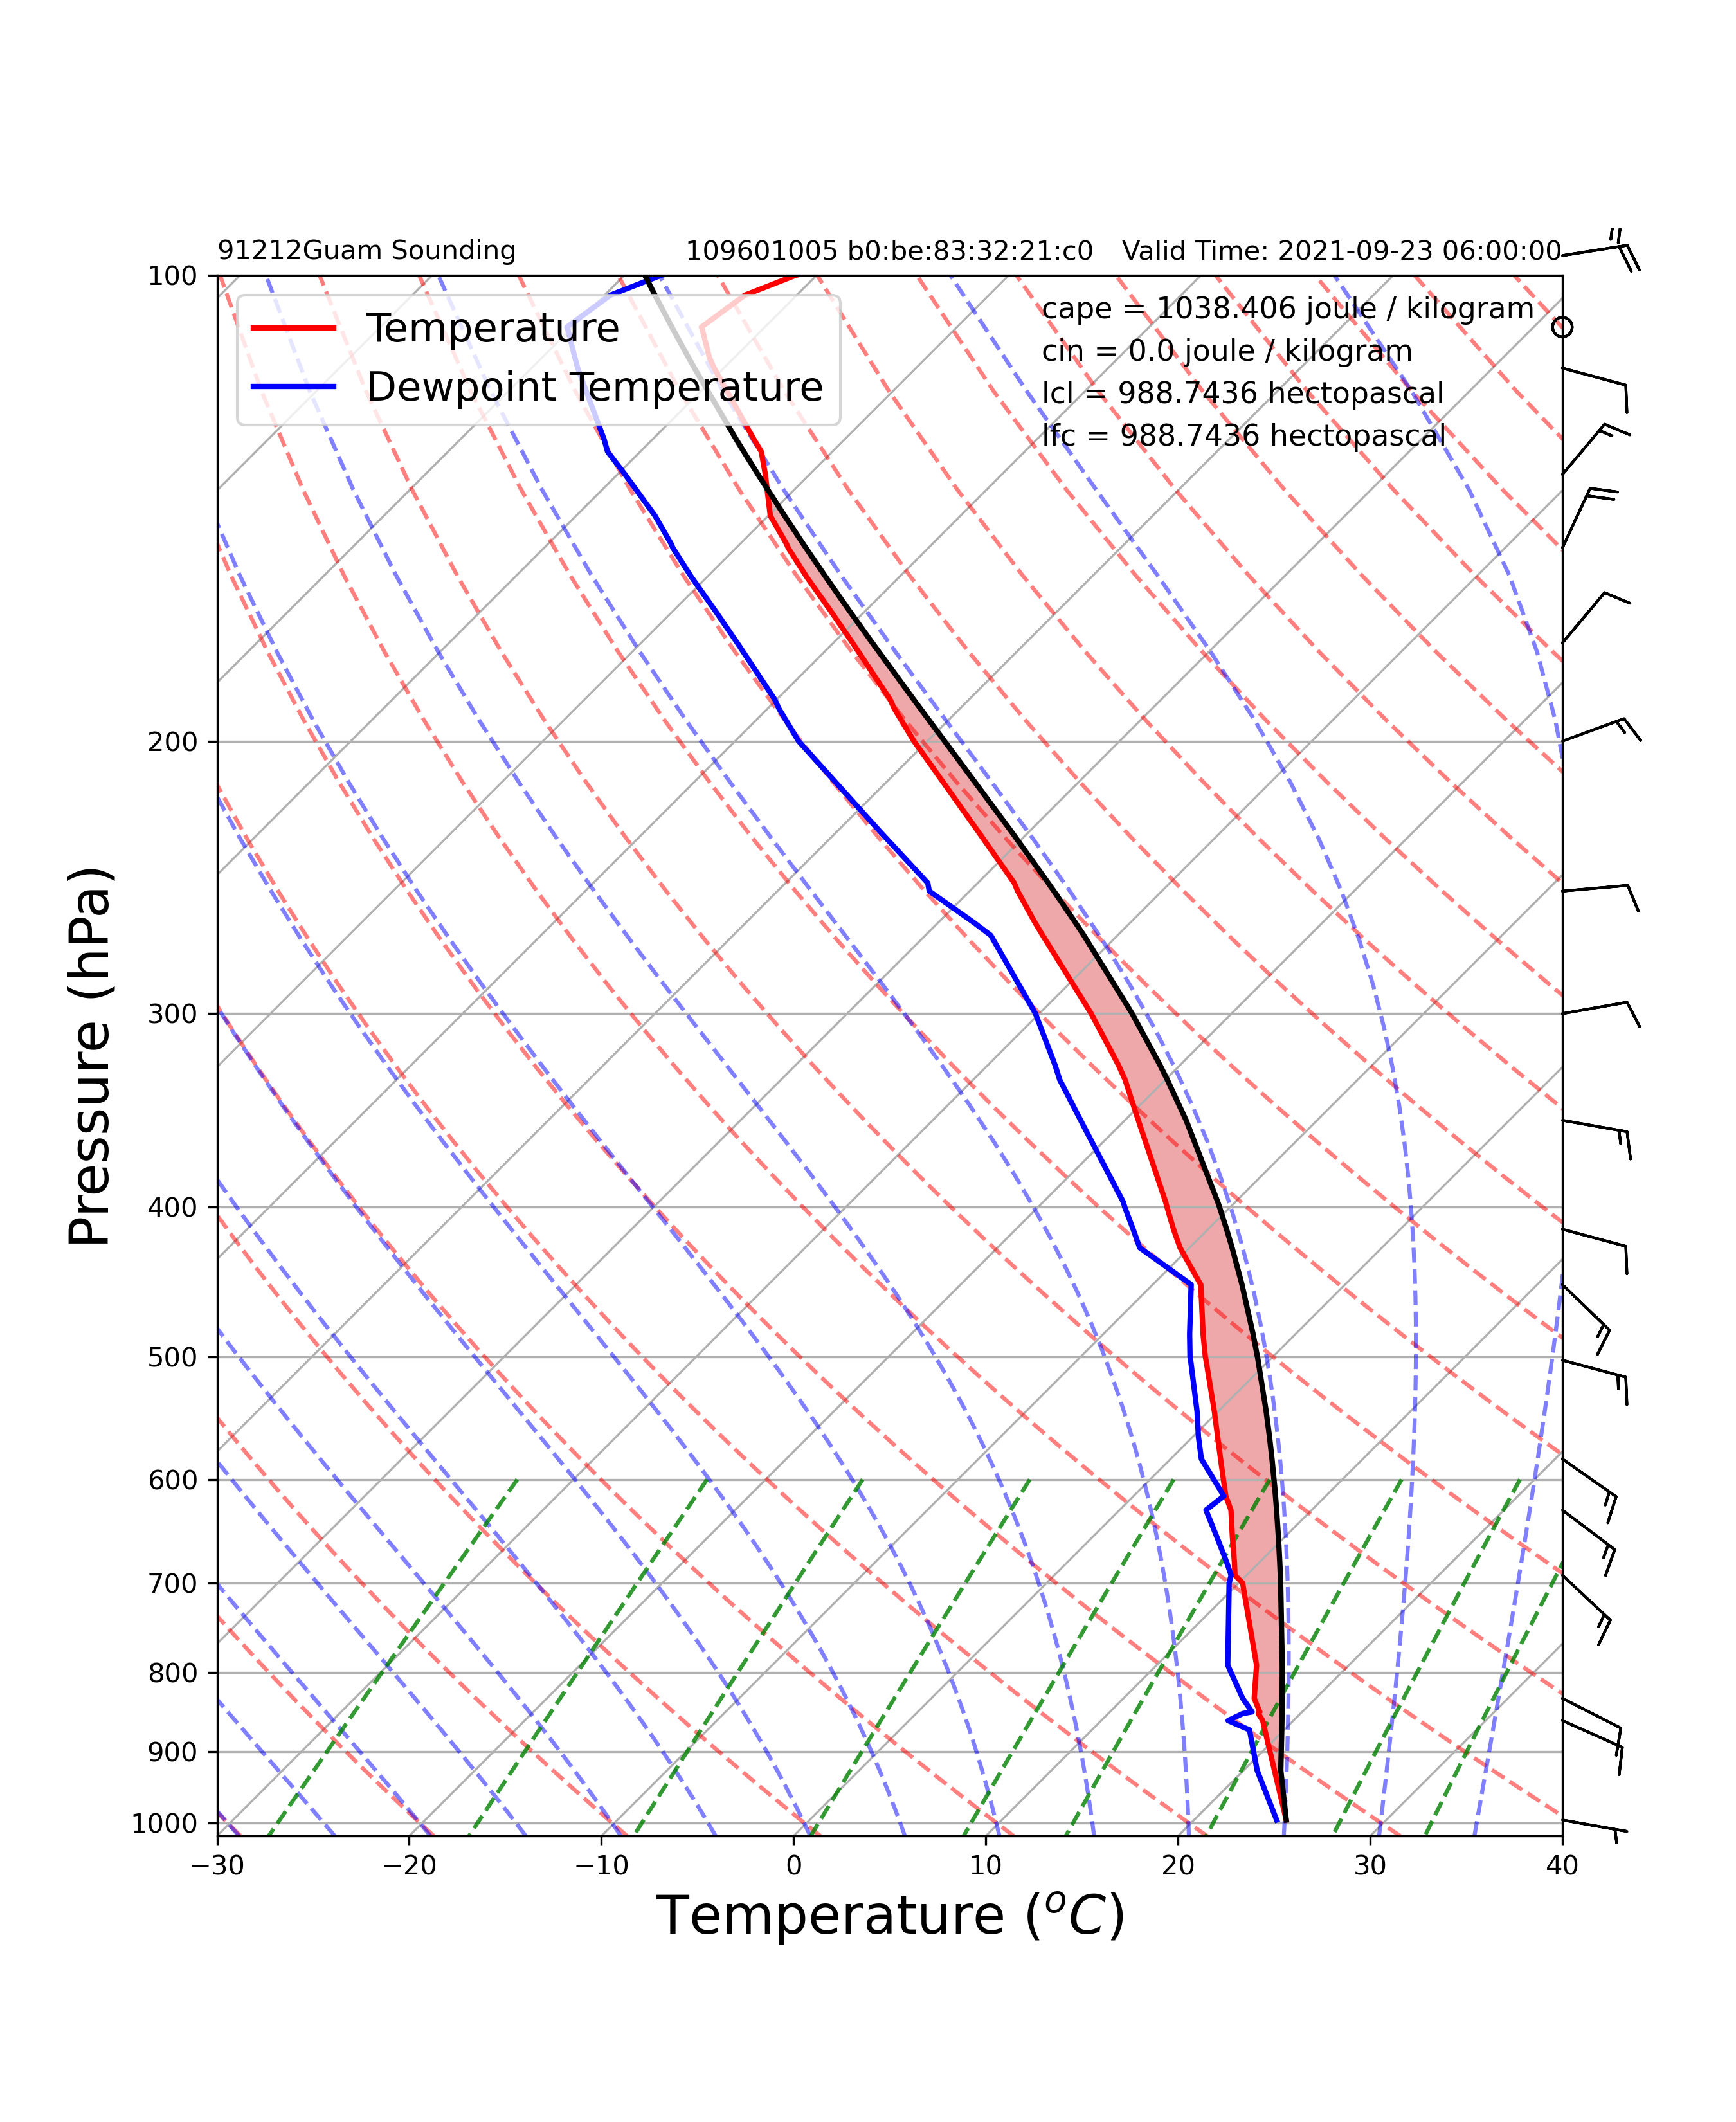 91212Guam Sounding 109601005 b0:be:83:32:21:c0 Valid Time: 2021-09-23 06:00:00
Temperature
Dewpoint Temperature
cape = 1038.406 joule / kilogram
cin = 0.0 joule / kilogram
lcl = 988.7436 hectopascal
lfc = 988.7436 hectopascal
Pressure (hPa)
100
200
300
400
500
600
700
800
900
1000
−30 −20 −10 0 10 20 30 40
Temperature (°C)